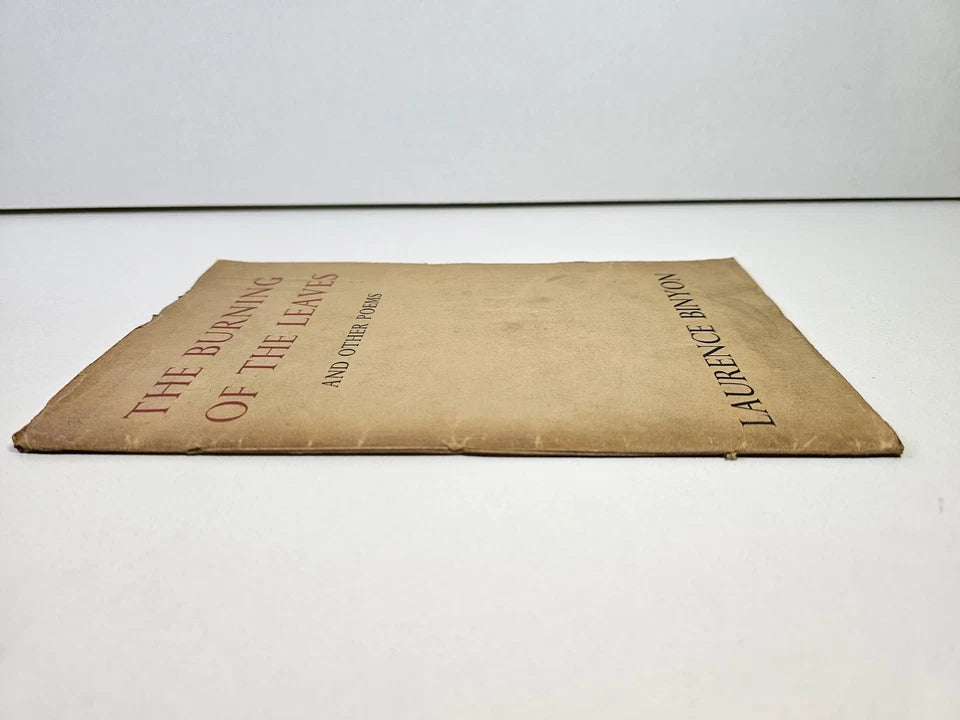 THE BURNING
OF THE LEAVES
AND OTHER POEMS
LAURENCE BINYON